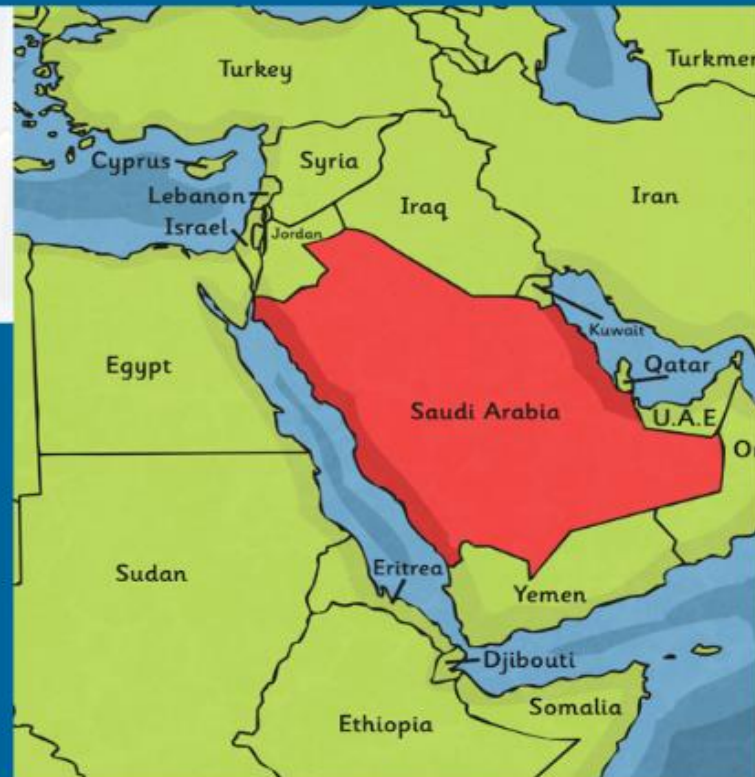 Turkey
Turkmen
Cyprus
Syria
Lebanon
Iraq
Iran
Israel
Jordan
Kuwait
Egypt
Qatar
Saudi Arabia
U.A.E
O
Eritrea
Sudan
Yemen
Djibouti
Somalia
Ethiopia